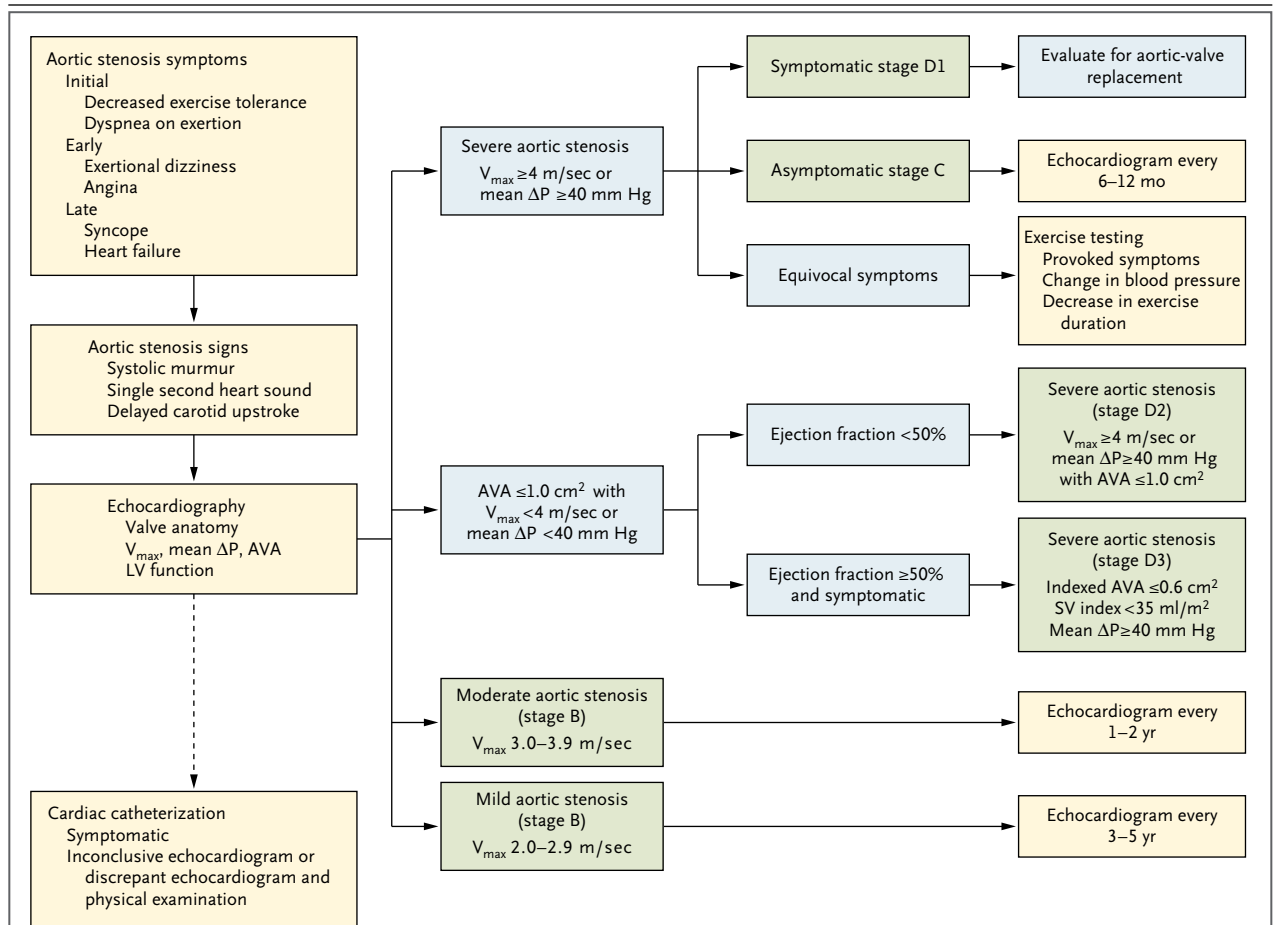 Aortic stenosis symptoms
Initial
Decreased exercise tolerance
Dyspnea on exertion
Early
Exertional dizziness
Angina
Late
Syncope
Heart failure
Aortic stenosis signs
Systolic murmur
Single second heart sound
Delayed carotid upstroke
Echocardiography
Valve anatomy
Vmax, mean ΔP, AVA
LV function
Cardiac catheterization
Symptomatic
Inconclusive echocardiogram or
discrepant echocardiogram and
physical examination
Severe aortic stenosis
Vmax ≥4 m/sec or
mean ΔP ≥40 mm Hg
Symptomatic stage D1
Evaluate for aortic-valve
replacement
Asymptomatic stage C
Echocardiogram every
6–12 mo
Equivocal symptoms
Exercise testing
Provoked symptoms
Change in blood pressure
Decrease in exercise
duration
AVA ≤1.0 cm² with
Vmax <4 m/sec or
mean ΔP <40 mm Hg
Ejection fraction <50%
Severe aortic stenosis
(stage D2)
Vmax ≥4 m/sec or
mean ΔP≥40 mm Hg
with AVA ≤1.0 cm²
Ejection fraction ≥50%
and symptomatic
Severe aortic stenosis
(stage D3)
Indexed AVA ≤0.6 cm²
SV index <35 ml/m²
Mean ΔP≥40 mm Hg
Moderate aortic stenosis
(stage B)
Vmax 3.0–3.9 m/sec
Echocardiogram every
1–2 yr
Mild aortic stenosis
(stage B)
Vmax 2.0–2.9 m/sec
Echocardiogram every
3–5 yr